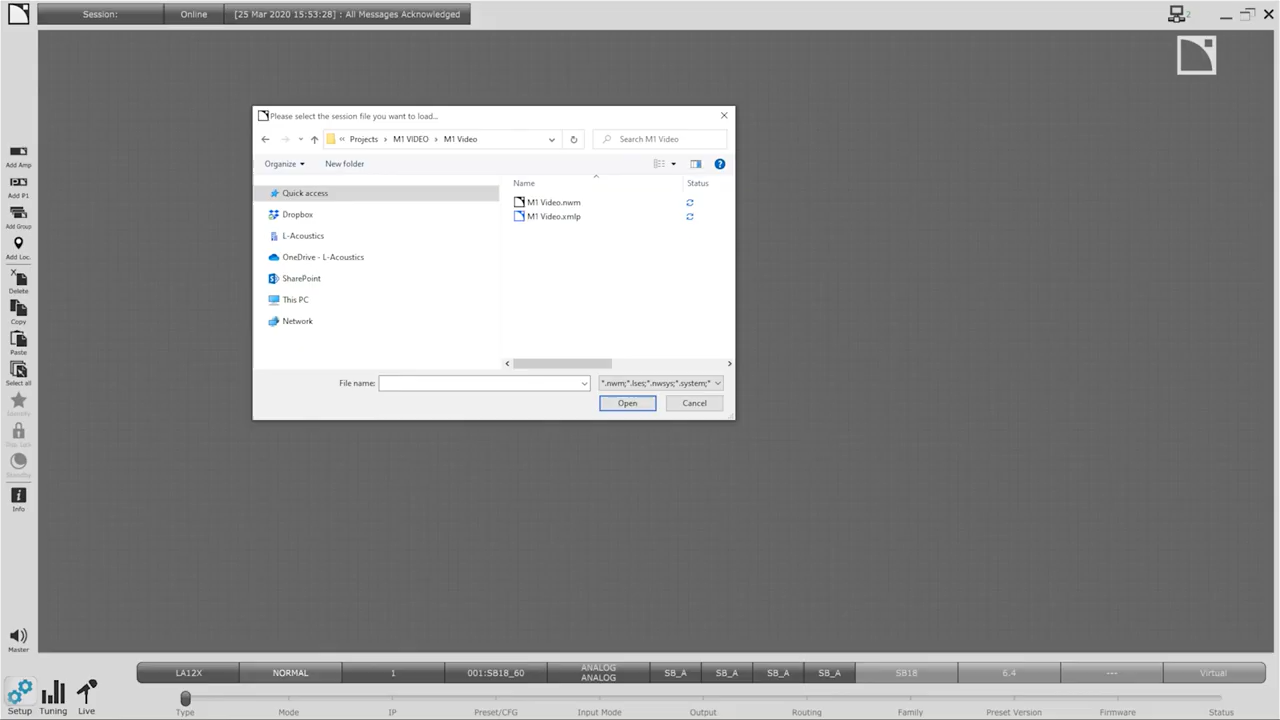 Session:
Online
[25 Mar 2020 15:53:28] : All Messages Acknowledged
2
Please select the session file you want to load...
« Projects › M1 VIDEO › M1 Video
Search M1 Video
Organize
New folder
Name
Status
Quick access
Dropbox
L-Acoustics
OneDrive - L-Acoustics
SharePoint
This PC
Network
M1 Video.nwm
M1 Video.xmlp
File name:
*.nwm;*.lses;*.nwsys;*.system;*
Open
Cancel
Add Amp
Add P1
Add Group
Add Loc.
Delete
Copy
Paste
Select all
Identify
Standby
Info
Master
Setup
Tuning
Live
LA12X
NORMAL
1
001:SB18_60
ANALOG
ANALOG
SB_A
SB_A
SB_A
SB_A
SB18
6.4
---
Virtual
Type
Mode
IP
Preset/CFG
Input Mode
Output
Routing
Family
Preset Version
Firmware
Status